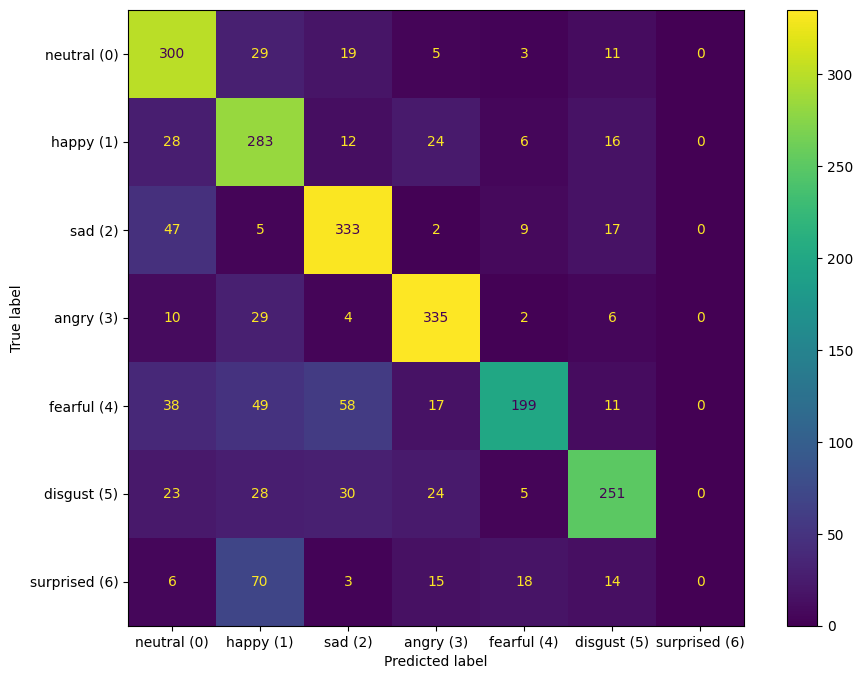 neutral (0) 300 29 19 5 3 11 0
happy (1) 28 283 12 24 6 16 0
sad (2) 47 5 333 2 9 17 0
angry (3) 10 29 4 335 2 6 0
fearful (4) 38 49 58 17 199 11 0
disgust (5) 23 28 30 24 5 251 0
surprised (6) 6 70 3 15 18 14 0
neutral (0) happy (1) sad (2) angry (3) fearful (4) disgust (5) surprised (6)
Predicted label
True label
300
250
200
150
100
50
0